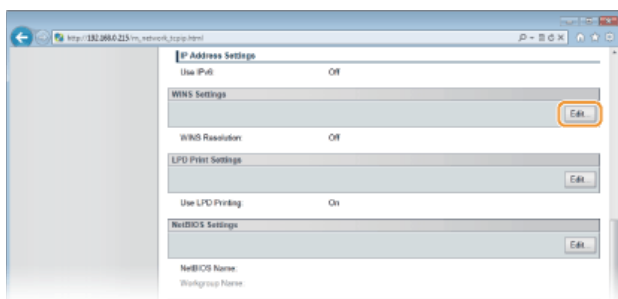 http://192.168.0.215/m_network_tcpip.html
IP Address Settings
Use IPv6: Off
WINS Settings
Edit...
WINS Resolution: Off
LPD Print Settings
Edit...
Use LPD Printing: On
NetBIOS Settings
Edit...
NetBIOS Name:
Workgroup Name: